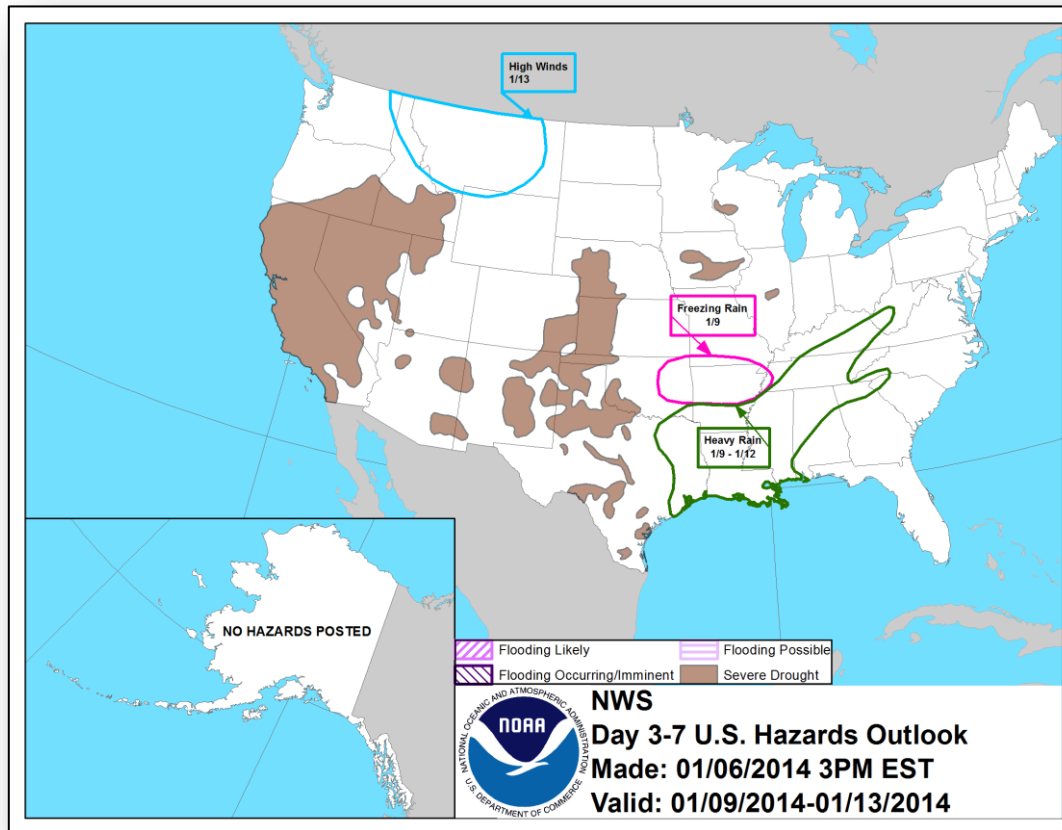 High Winds
1/13
Freezing Rain
1/9
Heavy Rain
1/9 - 1/12
NO HAZARDS POSTED
Flooding Likely
Flooding Possible
Flooding Occurring/Imminent
Severe Drought
NATIONAL OCEANIC AND ATMOSPHERIC ADMINISTRATION
NOAA
U.S. DEPARTMENT OF COMMERCE
NWS
Day 3-7 U.S. Hazards Outlook
Made: 01/06/2014 3PM EST
Valid: 01/09/2014-01/13/2014